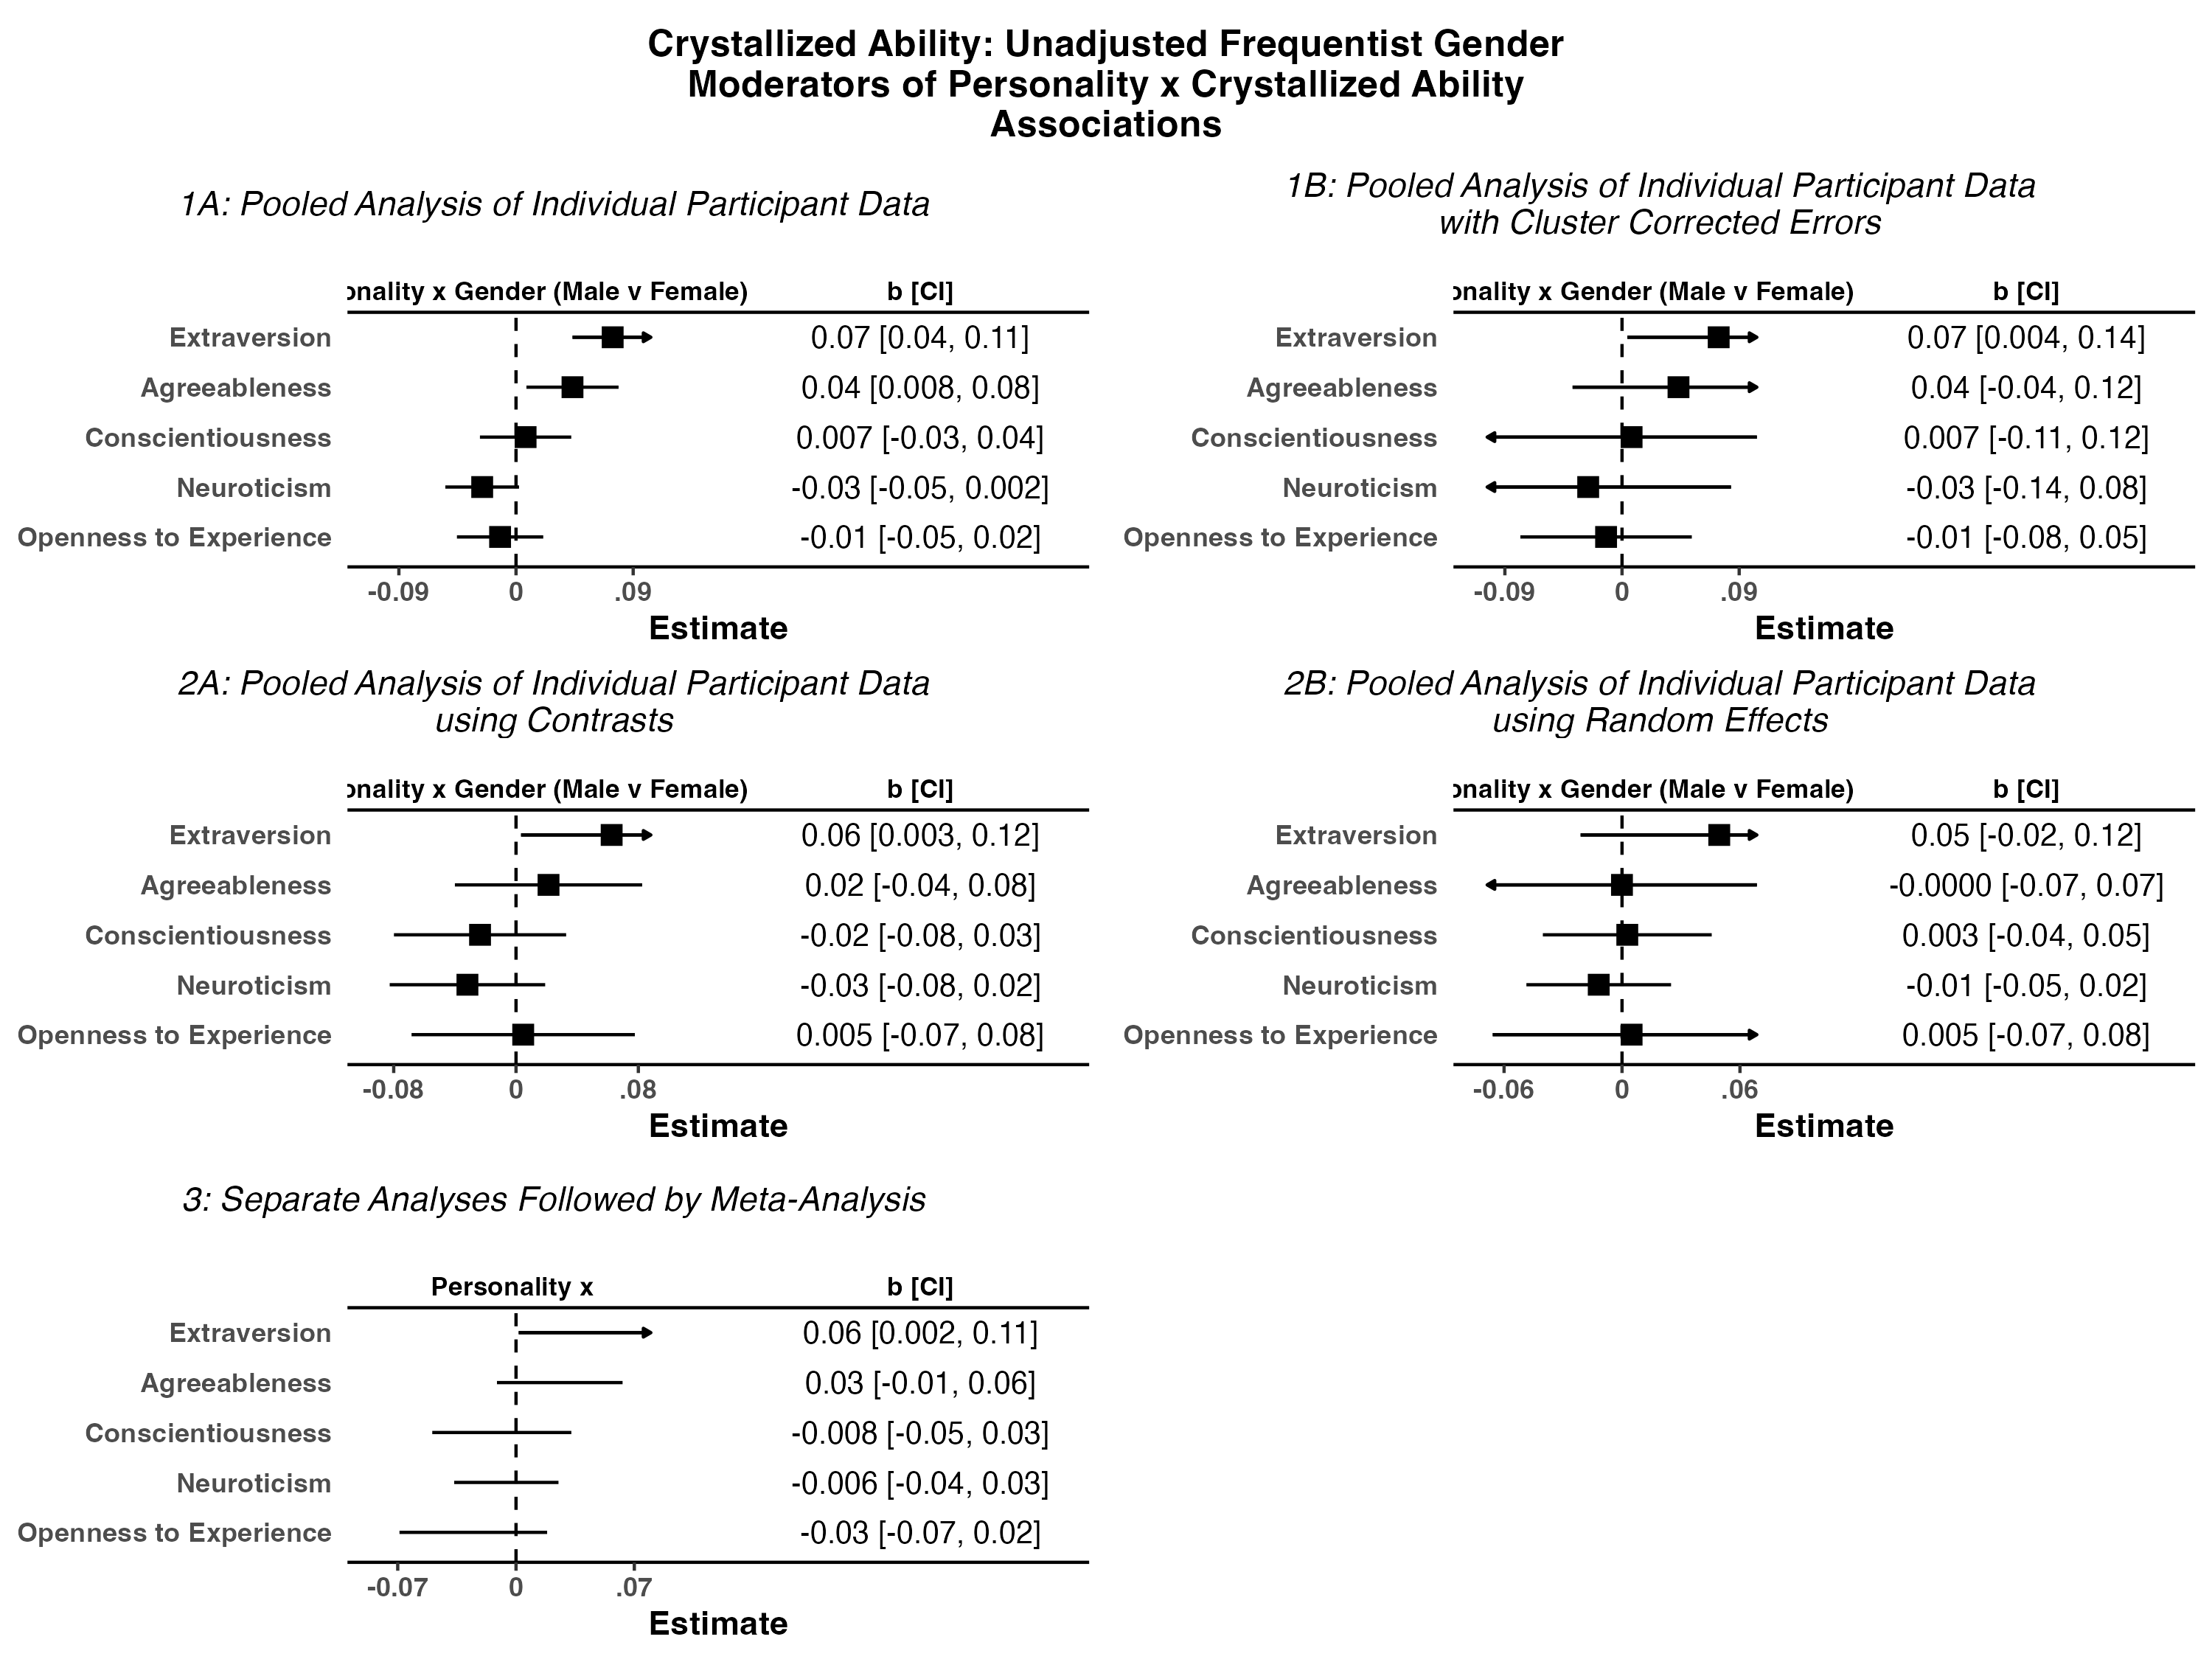 Crystallized Ability: Unadjusted Frequentist Gender
Moderators of Personality x Crystallized Ability
Associations
1A: Pooled Analysis of Individual Participant Data
onality x Gender (Male v Female) b [CI]
Extraversion 0.07 [0.04, 0.11]
Agreeableness 0.04 [0.008, 0.08]
Conscientiousness 0.007 [-0.03, 0.04]
Neuroticism -0.03 [-0.05, 0.002]
Openness to Experience -0.01 [-0.05, 0.02]
-0.09 0 .09
Estimate
1B: Pooled Analysis of Individual Participant Data
with Cluster Corrected Errors
onality x Gender (Male v Female) b [CI]
Extraversion 0.07 [0.004, 0.14]
Agreeableness 0.04 [-0.04, 0.12]
Conscientiousness 0.007 [-0.11, 0.12]
Neuroticism -0.03 [-0.14, 0.08]
Openness to Experience -0.01 [-0.08, 0.05]
-0.09 0 .09
Estimate
2A: Pooled Analysis of Individual Participant Data
using Contrasts
onality x Gender (Male v Female) b [CI]
Extraversion 0.06 [0.003, 0.12]
Agreeableness 0.02 [-0.04, 0.08]
Conscientiousness -0.02 [-0.08, 0.03]
Neuroticism -0.03 [-0.08, 0.02]
Openness to Experience 0.005 [-0.07, 0.08]
-0.08 0 .08
Estimate
2B: Pooled Analysis of Individual Participant Data
using Random Effects
onality x Gender (Male v Female) b [CI]
Extraversion 0.05 [-0.02, 0.12]
Agreeableness -0.0000 [-0.07, 0.07]
Conscientiousness 0.003 [-0.04, 0.05]
Neuroticism -0.01 [-0.05, 0.02]
Openness to Experience 0.005 [-0.07, 0.08]
-0.06 0 .06
Estimate
3: Separate Analyses Followed by Meta-Analysis
Personality x b [CI]
Extraversion 0.06 [0.002, 0.11]
Agreeableness 0.03 [-0.01, 0.06]
Conscientiousness -0.008 [-0.05, 0.03]
Neuroticism -0.006 [-0.04, 0.03]
Openness to Experience -0.03 [-0.07, 0.02]
-0.07 0 .07
Estimate